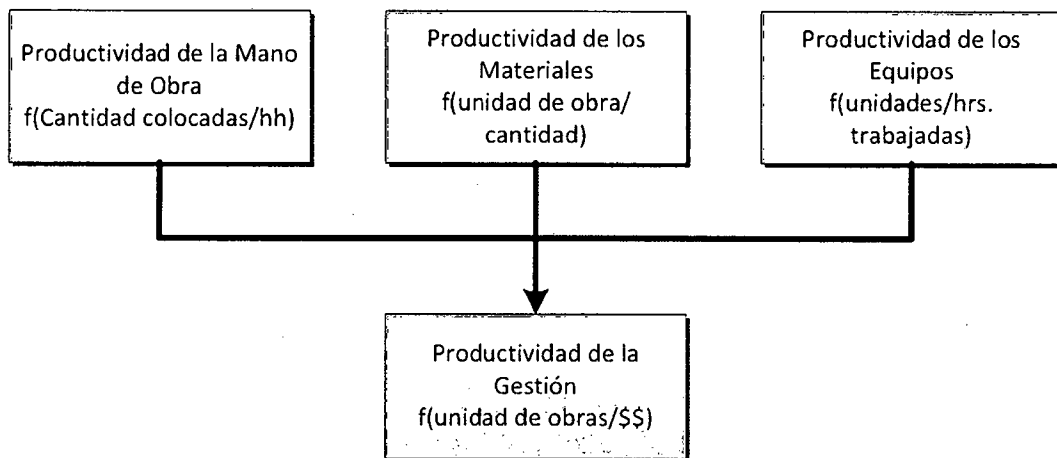 Productividad de la Mano
de Obra
f(Cantidad colocadas/hh)
Productividad de los
Materiales
f(unidad de obra/
cantidad)
Productividad de los
Equipos
f(unidades/hrs.
trabajadas)
Productividad de la
Gestión
f(unidad de obras/$$)